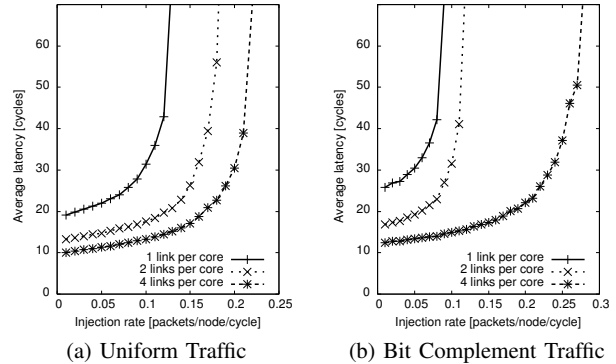 70
60
50
40
30
20
10
0
Average latency [cycles]
1 link per core
2 links per core
4 links per core
0 0.05 0.1 0.15 0.2 0.25
Injection rate [packets/node/cycle]
(a) Uniform Traffic
70
60
50
40
30
20
10
0
Average latency [cycles]
1 link per core
2 links per core
4 links per core
0 0.05 0.1 0.15 0.2 0.25 0.3
Injection rate [packets/node/cycle]
(b) Bit Complement Traffic